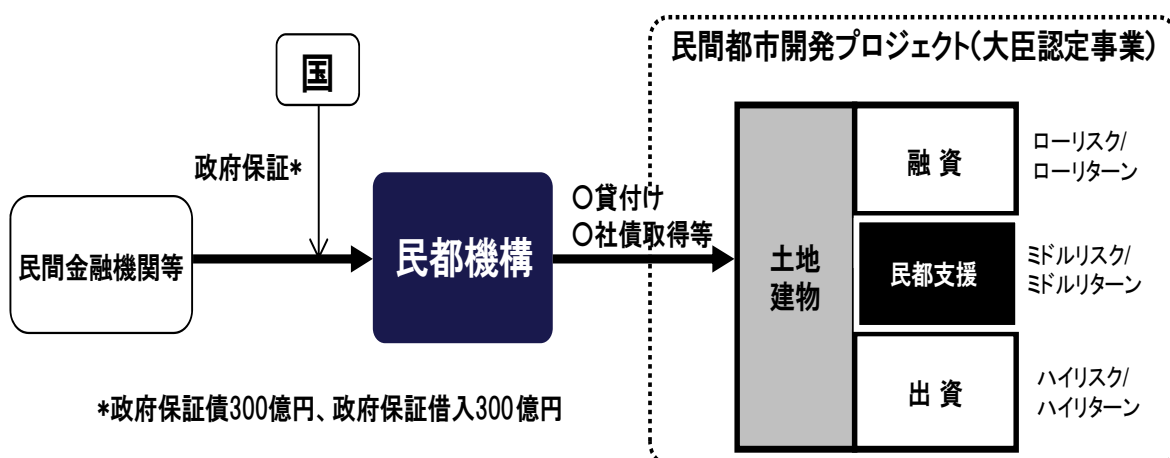 民間都市開発プロジェクト(大臣認定事業)
国
政府保証*
民間金融機関等
民都機構
○貸付け
○社債取得等
土地
建物
融 資
ローリスク/
ローリターン
民都支援
ミドルリスク/
ミドルリターン
出 資
ハイリスク/
ハイリターン
*政府保証債300億円、政府保証借入300億円